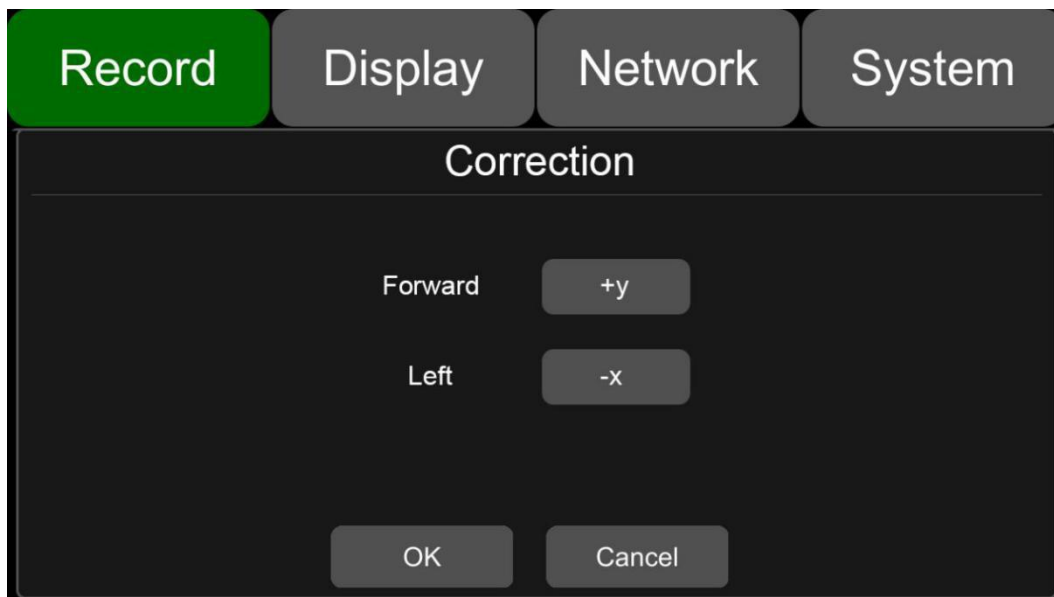 Record Display Network System
Correction
Forward +y
Left -x
OK Cancel